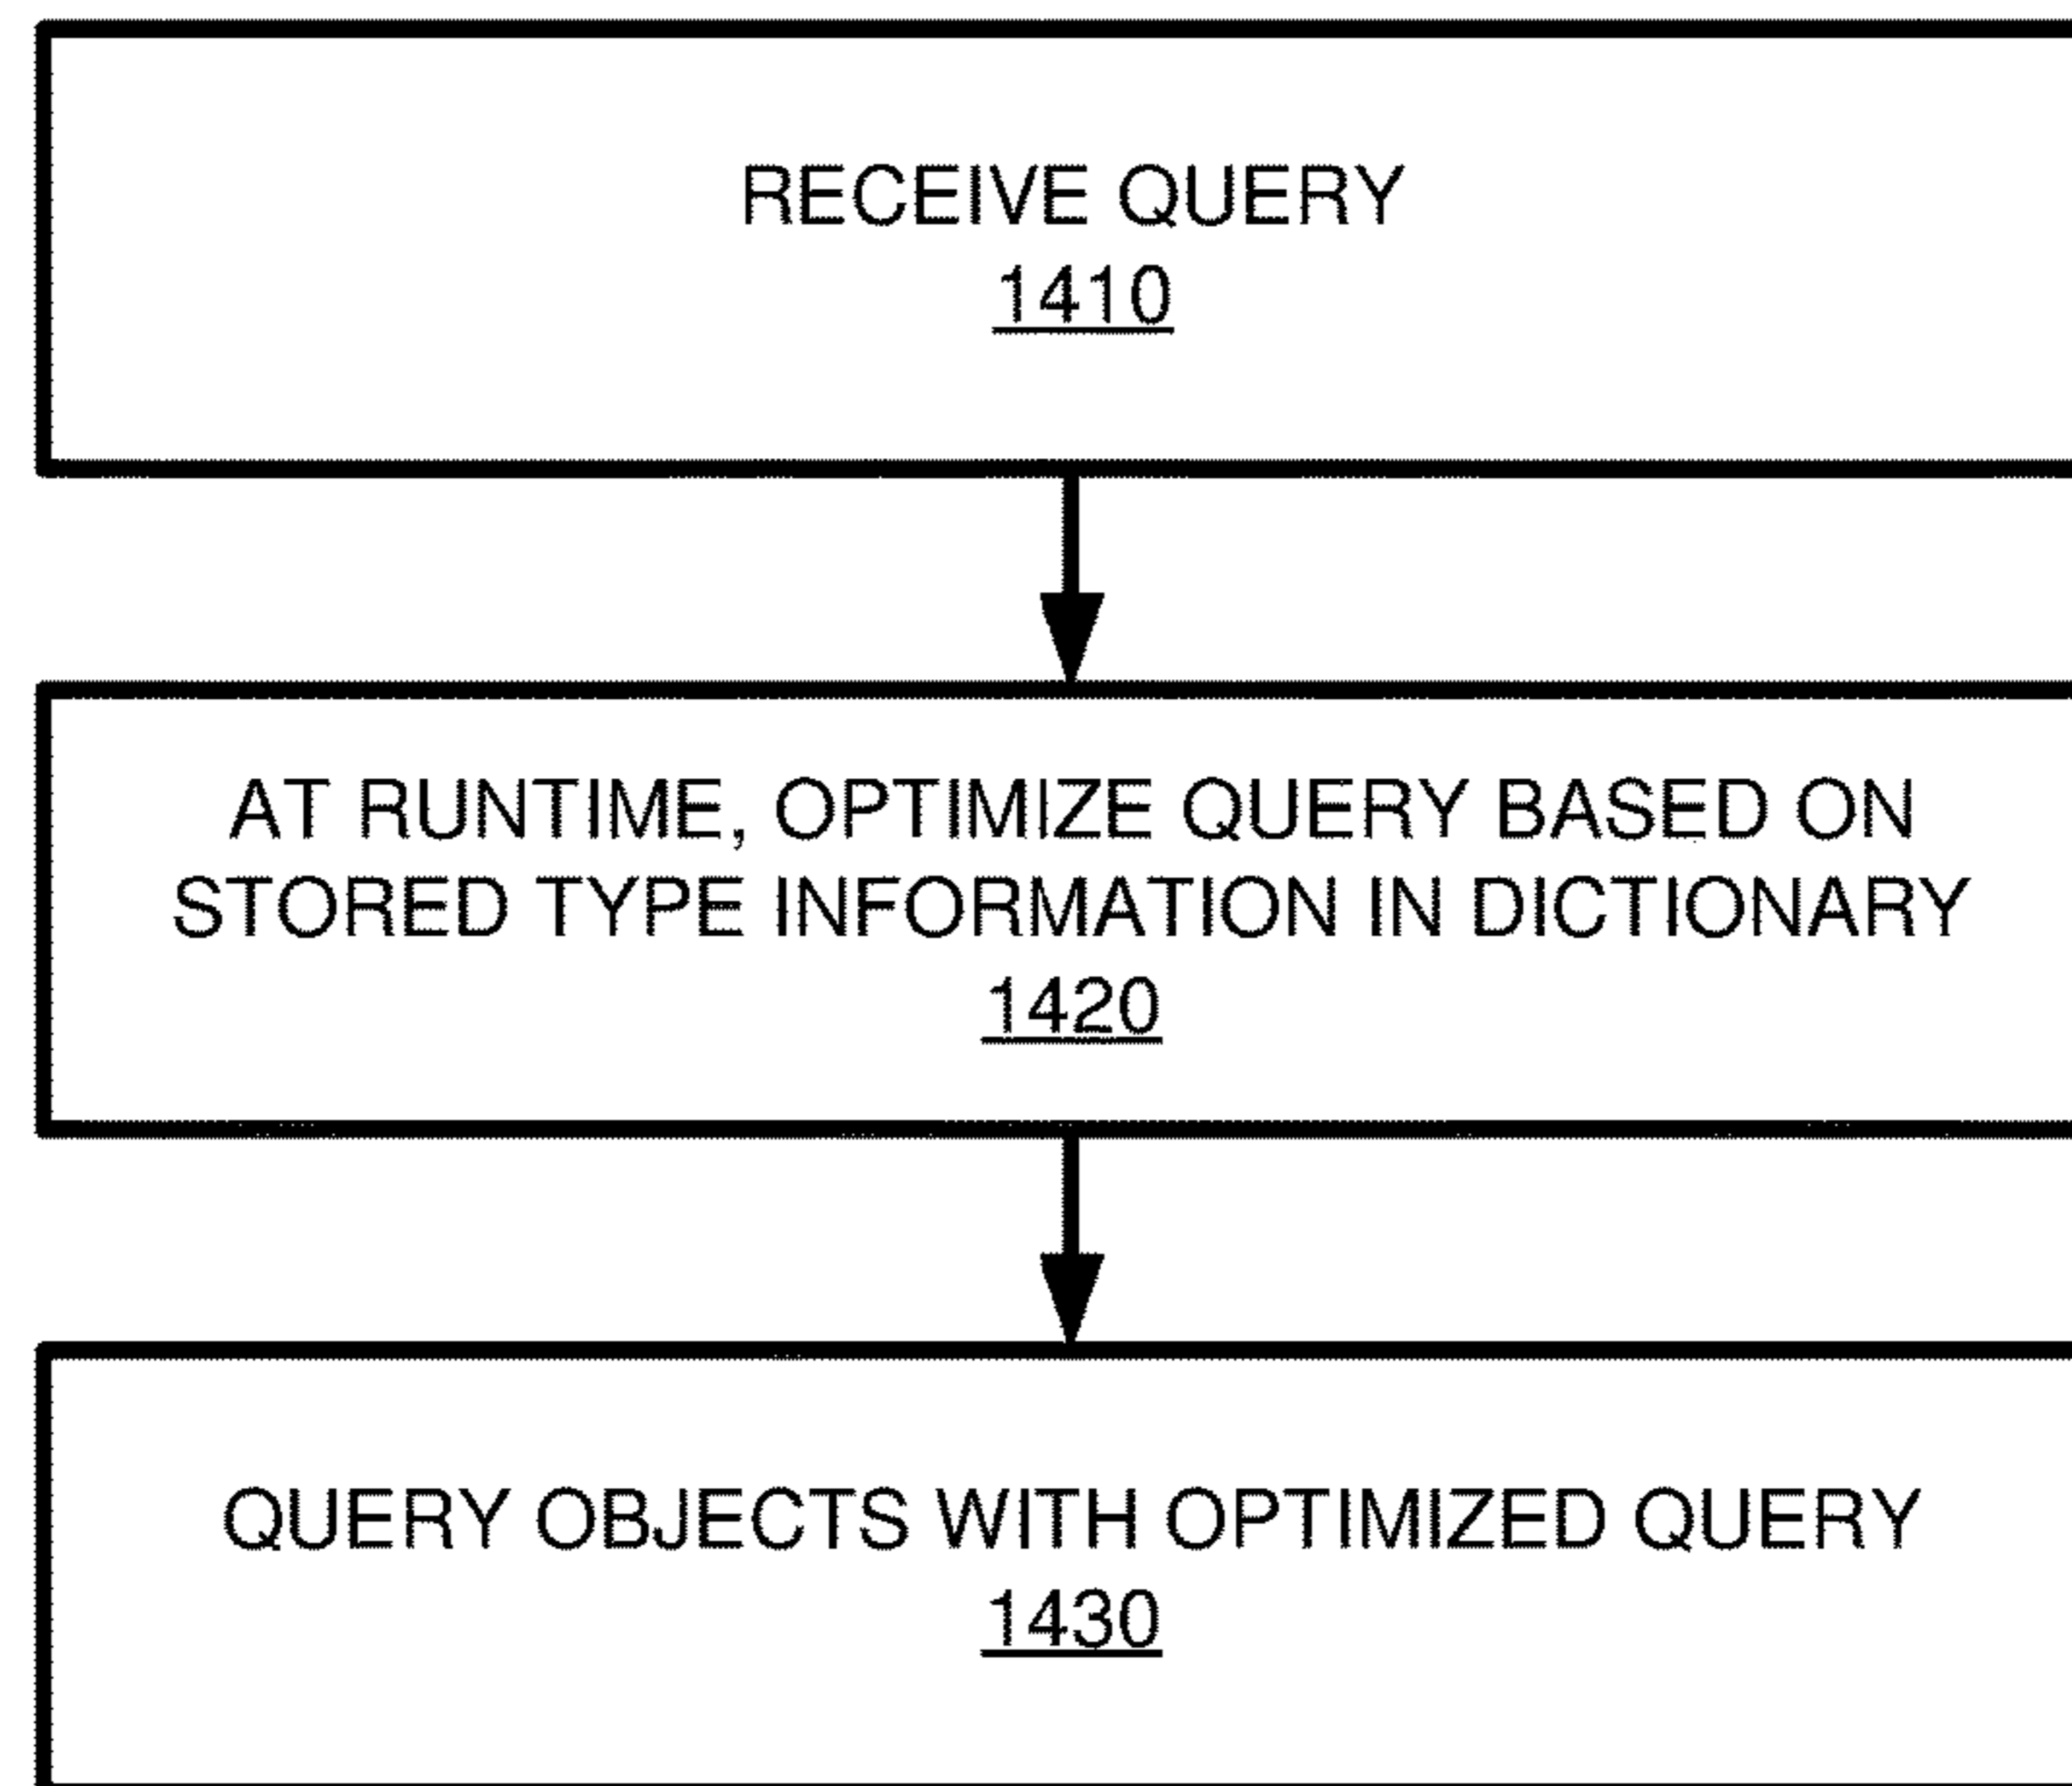 RECEIVE QUERY
1410
AT RUNTIME, OPTIMIZE QUERY BASED ON
STORED TYPE INFORMATION IN DICTIONARY
1420
QUERY OBJECTS WITH OPTIMIZED QUERY
1430